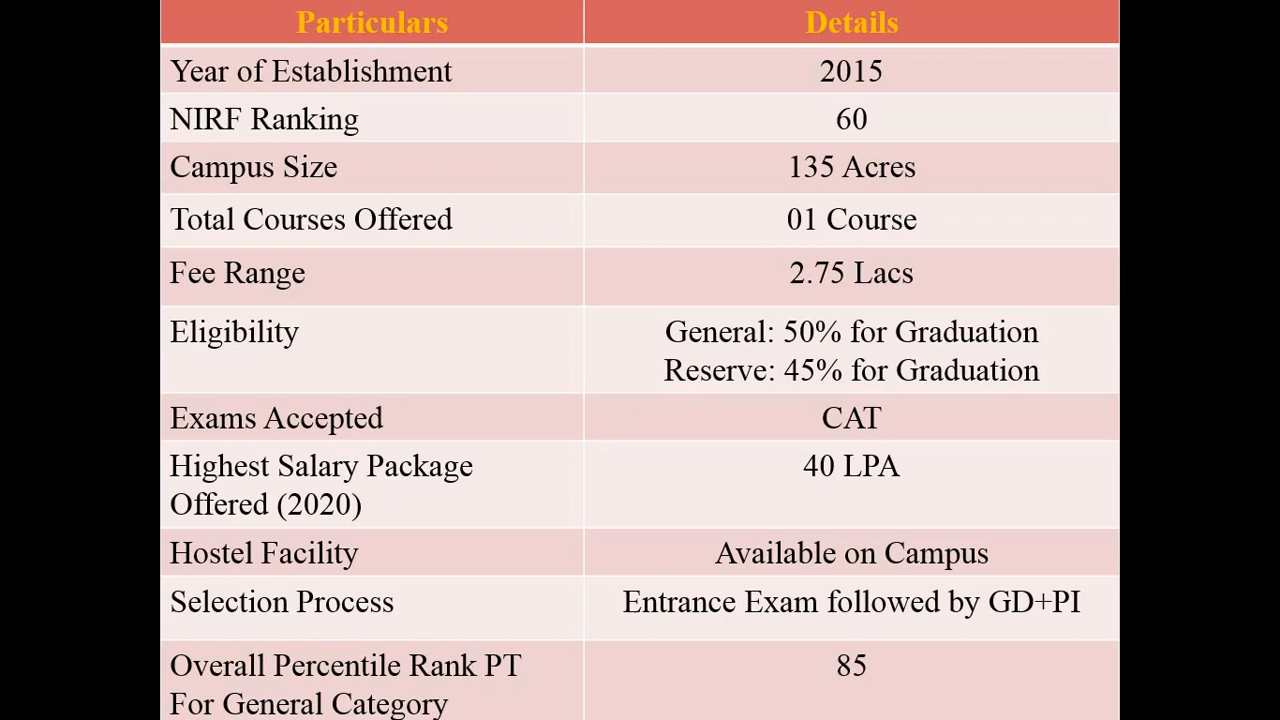 Particulars Details
Year of Establishment 2015
NIRF Ranking 60
Campus Size 135 Acres
Total Courses Offered 01 Course
Fee Range 2.75 Lacs
Eligibility General: 50% for Graduation
Reserve: 45% for Graduation
Exams Accepted CAT
Highest Salary Package 40 LPA
Offered (2020)
Hostel Facility Available on Campus
Selection Process Entrance Exam followed by GD+PI
Overall Percentile Rank PT 85
For General Category